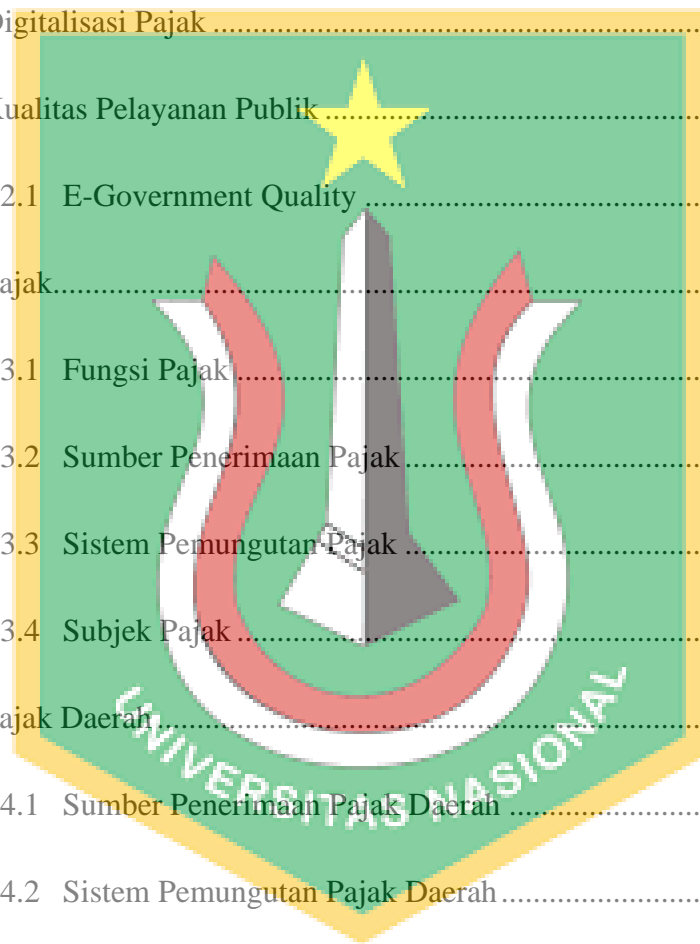 Digitalisasi Pajak ........................................................
Kualitas Pelayanan Publik ........................................................
2.1 E-Government Quality ........................................................
ajak ........................................................
3.1 Fungsi Pajak ........................................................
3.2 Sumber Penerimaan Pajak ........................................................
3.3 Sistem Pemungutan Pajak ........................................................
3.4 Subjek Pajak ........................................................
ajak Daerah ........................................................
UNIVERSITAS NASIONAL
4.1 Sumber Penerimaan Pajak Daerah ........................................................
4.2 Sistem Pemungutan Pajak Daerah ........................................................